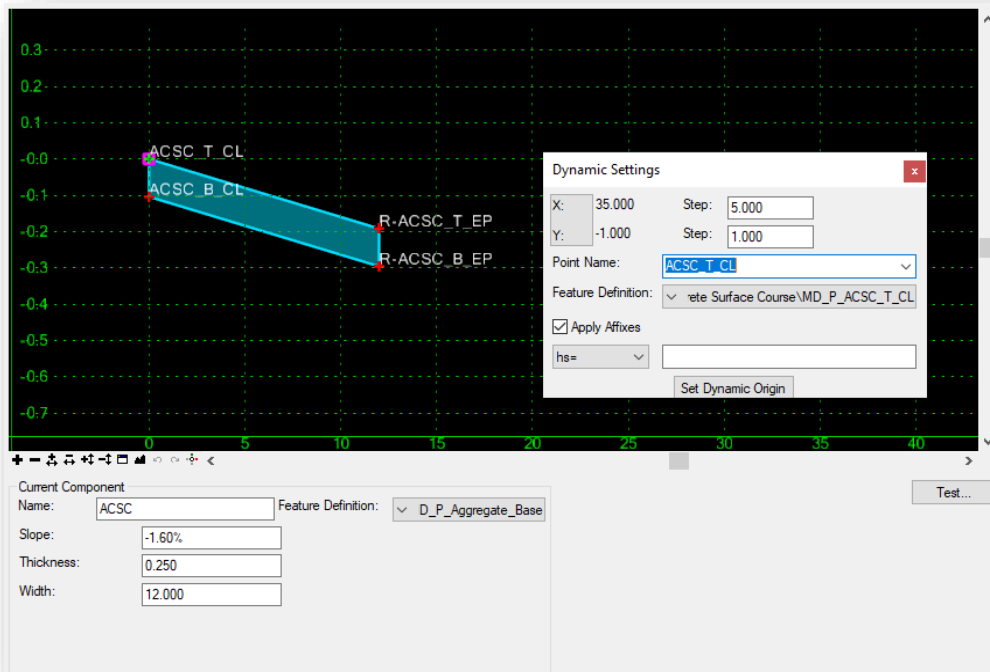 0.3
0.2
0.1
-0.0
-0.1
-0.2
-0.3
-0.4
-0.5
-0.6
-0.7
ACSC_T_CL
ACSC_B_CL
R-ACSC_T_EP
R-ACSC_B_EP
0 5 10 15 20 25 30 35 40
Dynamic Settings
x
X: 35.000 Step: 5.000
Y: -1.000 Step: 1.000
Point Name: ACSC_T_CL
Feature Definition: rete Surface Course\MD_P_ACSC_T_CL
Apply Affixes
hs=
Set Dynamic Origin
Current Component
Name: ACSC Feature Definition: D_P_Aggregate_Base
Slope: -1.60%
Thickness: 0.250
Width: 12.000
Test...